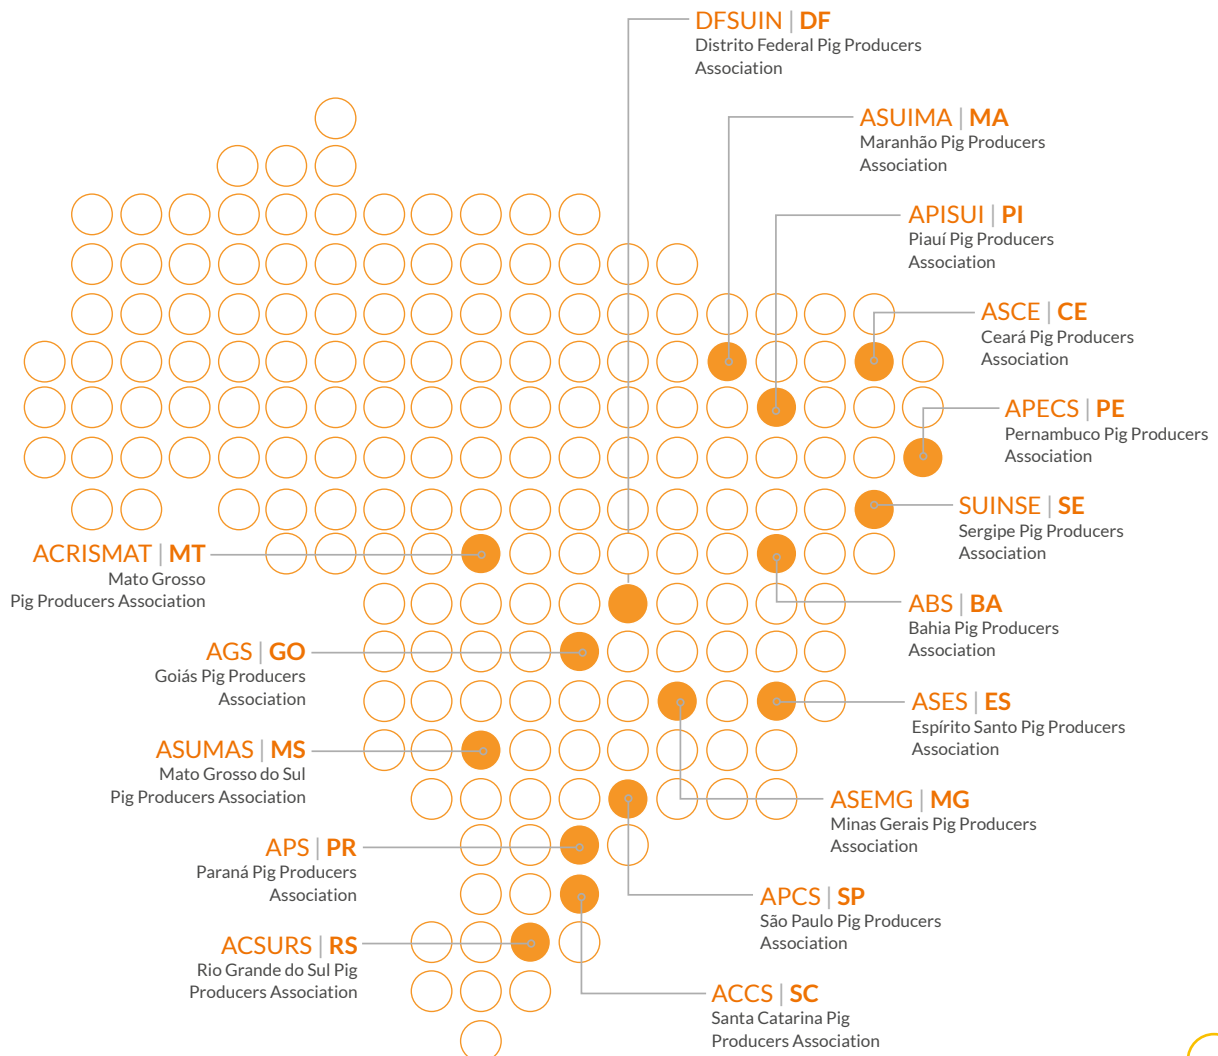 DFSUIN | DF
Distrito Federal Pig Producers
Association
ASUIMA | MA
Maranhão Pig Producers
Association
APISUI | PI
Piauí Pig Producers
Association
ASCE | CE
Ceará Pig Producers
Association
APECS | PE
Pernambuco Pig Producers
Association
SUINSE | SE
Sergipe Pig Producers
Association
ACRISMAT | MT
Mato Grosso
Pig Producers Association
ABS | BA
Bahia Pig Producers
Association
AGS | GO
Goiás Pig Producers
Association
ASES | ES
Espírito Santo Pig Producers
Association
ASUMAS | MS
Mato Grosso do Sul
Pig Producers Association
ASEMG | MG
Minas Gerais Pig Producers
Association
APS | PR
Paraná Pig Producers
Association
APCS | SP
São Paulo Pig Producers
Association
ACSURS | RS
Rio Grande do Sul Pig
Producers Association
ACCS | SC
Santa Catarina Pig
Producers Association